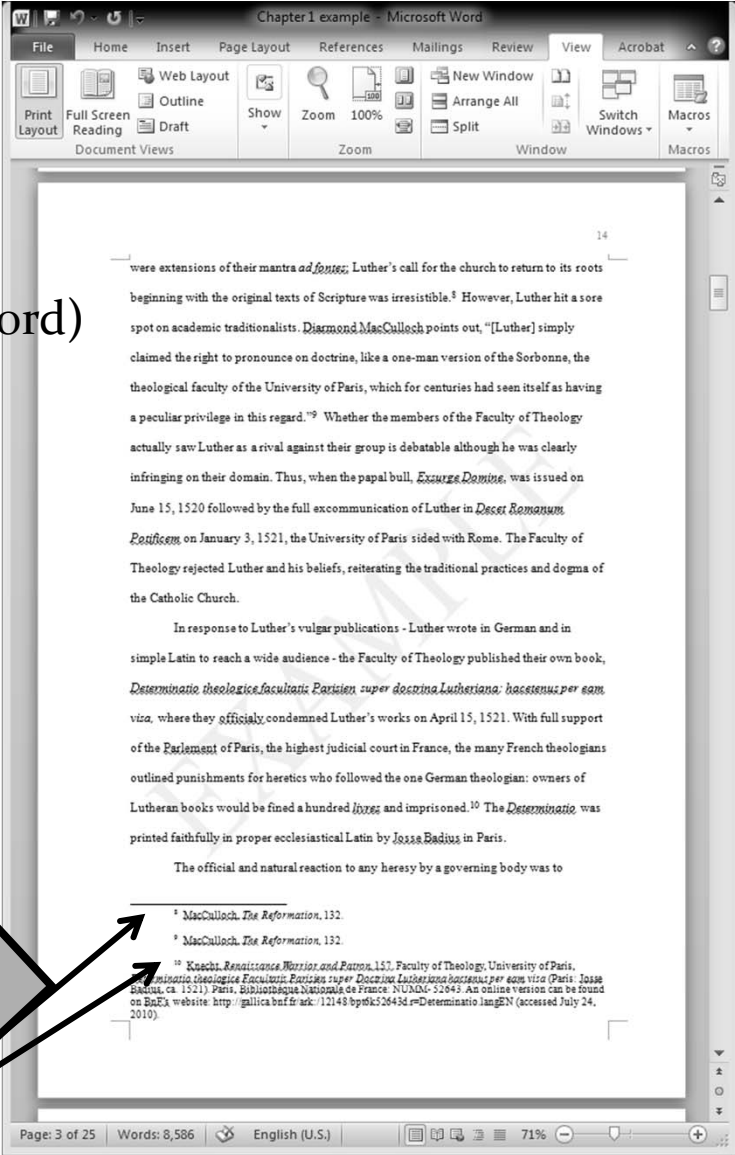 Chapter 1 example - Microsoft Word
File Home Insert Page Layout References Mailings Review View Acrobat
Print Layout
Full Screen Reading
Web Layout
Outline
Draft
Document Views
Show
Zoom
100%
Zoom
New Window
Arrange All
Split
Switch Windows
Window
Macros
Macros
ord)
14
were extensions of their mantra ad fontes; Luther's call for the church to return to its roots
beginning with the original texts of Scripture was irresistible.8 However, Luther hit a sore
spot on academic traditionalists. Diarmond MacCulloch points out, "[Luther] simply
claimed the right to pronounce on doctrine, like a one-man version of the Sorbonne, the
theological faculty of the University of Paris, which for centuries had seen itself as having
a peculiar privilege in this regard."9 Whether the members of the Faculty of Theology
actually saw Luther as a rival against their group is debatable although he was clearly
infringing on their domain. Thus, when the papal bull, Exsurge Domine, was issued on
June 15, 1520 followed by the full excommunication of Luther in Decet Romanum
Potificem on January 3, 1521, the University of Paris sided with Rome. The Faculty of
Theology rejected Luther and his beliefs, reiterating the traditional practices and dogma of
the Catholic Church.
In response to Luther's vulgar publications - Luther wrote in German and in
simple Latin to reach a wide audience - the Faculty of Theology published their own book,
Determinatio theologice facultatis Parisien super doctrina Lutheriana: hacetenus per eam
visa, where they officialy condemned Luther's works on April 15, 1521. With full support
of the Parlement of Paris, the highest judicial court in France, the many French theologians
outlined punishments for heretics who followed the one German theologian: owners of
Lutheran books would be fined a hundred livres and imprisoned.10 The Determinatio was
printed faithfully in proper ecclesiastical Latin by Josse Badius in Paris.
The official and natural reaction to any heresy by a governing body was to
EXAMPLE
8 MacCulloch, The Reformation, 132.
9 MacCulloch, The Reformation, 132.
10 Knecht, Renaissance Warrior and Patron, 157, Faculty of Theology, University of Paris,
Determinatio theologice Facultatis Parisien super Doctrina Lutheriana hactenus per eam visa (Paris: Josse
Badius, ca. 1521). Paris, Bibliothèque Nationale de France: NUMM- 52643. An online version can be found
on BnF's website: http://gallica.bnf.fr/ark:/12148/bpt6k52643d.r=Determinatio.langEN (accessed July 24,
2010).
Page: 3 of 25 Words: 8,586 English (U.S.) 71%